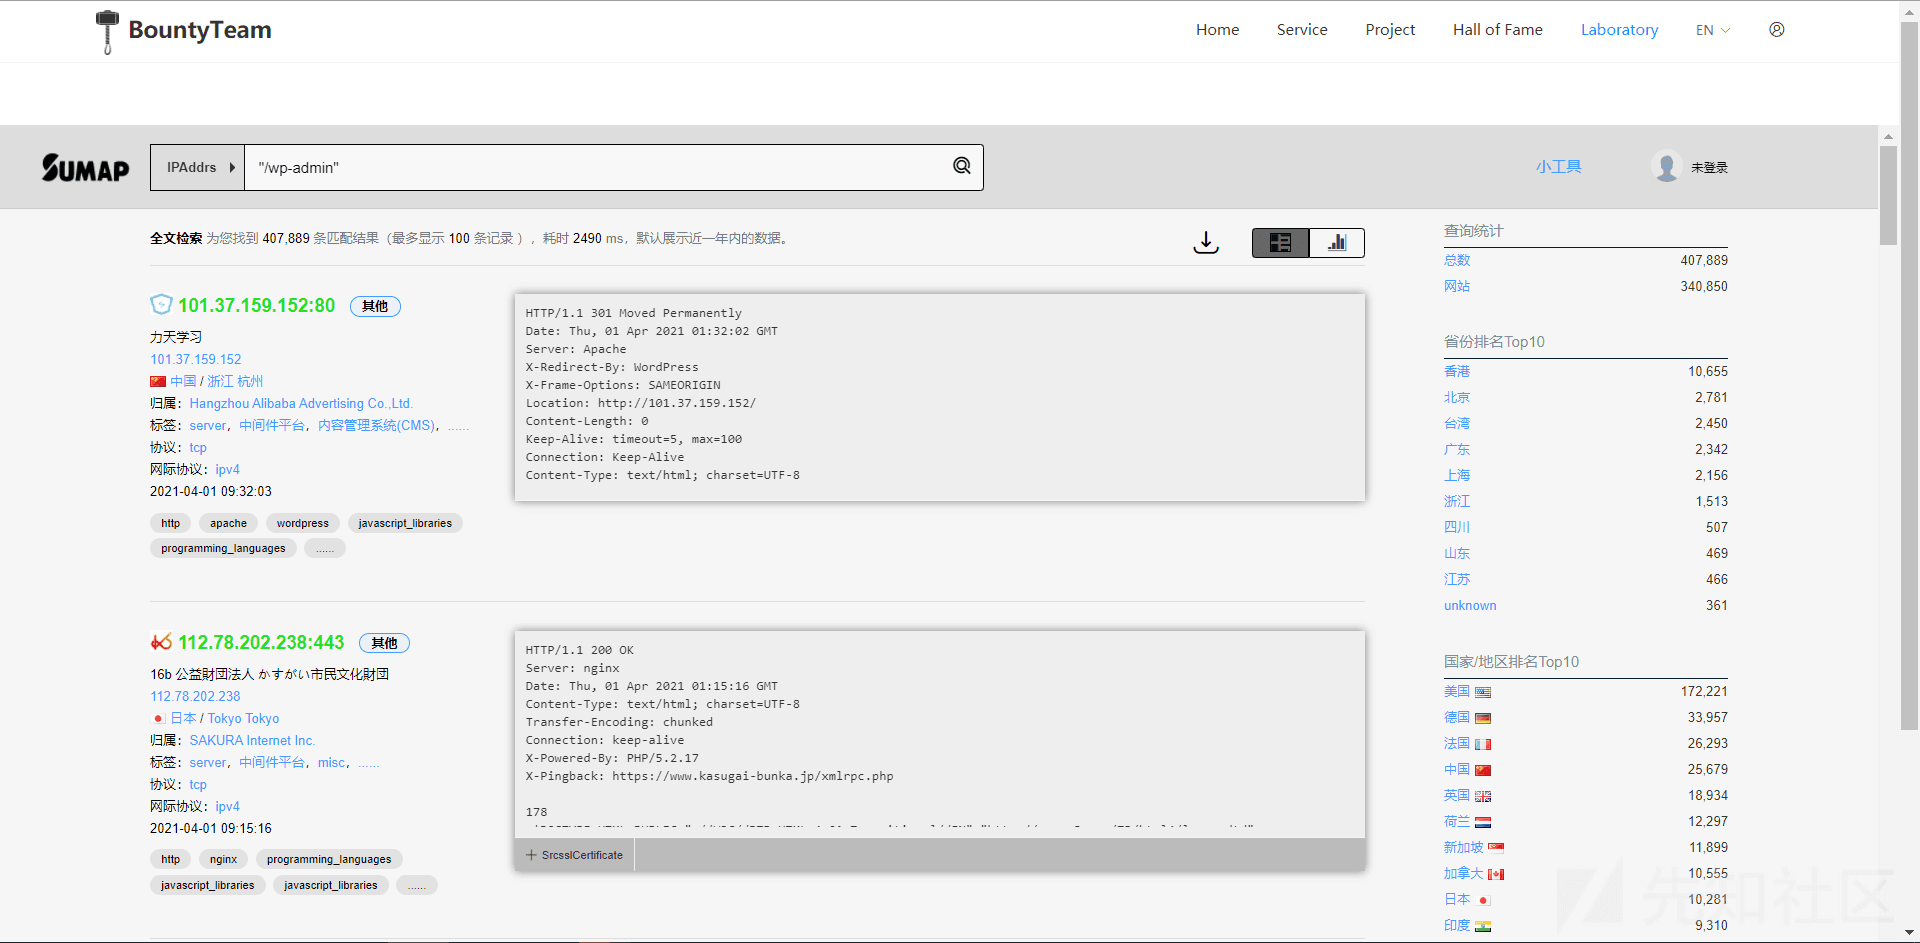 BountyTeam
Home Service Project Hall of Fame Laboratory EN
SUMAP IPAddrs "/wp-admin" 小工具 未登录
全文检索 为您找到 407,889 条匹配结果（最多显示 100 条记录 ），耗时 2490 ms，默认展示近一年内的数据。
101.37.159.152:80 其他
力天学习
101.37.159.152
中国 / 浙江 杭州
归属：Hangzhou Alibaba Advertising Co.,Ltd.
标签：server，中间件平台，内容管理系统(CMS)，......
协议：tcp
网际协议：ipv4
2021-04-01 09:32:03
http apache wordpress javascript_libraries
programming_languages ......
HTTP/1.1 301 Moved Permanently
Date: Thu, 01 Apr 2021 01:32:02 GMT
Server: Apache
X-Redirect-By: WordPress
X-Frame-Options: SAMEORIGIN
Location: http://101.37.159.152/
Content-Length: 0
Keep-Alive: timeout=5, max=100
Connection: Keep-Alive
Content-Type: text/html; charset=UTF-8
112.78.202.238:443 其他
16b 公益財団法人 かすがい市民文化財団
112.78.202.238
日本 / Tokyo Tokyo
归属：SAKURA Internet Inc.
标签：server，中间件平台，misc，......
协议：tcp
网际协议：ipv4
2021-04-01 09:15:16
http nginx programming_languages
javascript_libraries javascript_libraries ......
HTTP/1.1 200 OK
Server: nginx
Date: Thu, 01 Apr 2021 01:15:16 GMT
Content-Type: text/html; charset=UTF-8
Transfer-Encoding: chunked
Connection: keep-alive
X-Powered-By: PHP/5.2.17
X-Pingback: https://www.kasugai-bunka.jp/xmlrpc.php
178
SrcsslCertificate
查询统计
总数 407,889
网站 340,850
省份排名Top10
香港 10,655
北京 2,781
台湾 2,450
广东 2,342
上海 2,156
浙江 1,513
四川 507
山东 469
江苏 466
unknown 361
国家/地区排名Top10
美国 172,221
德国 33,957
法国 26,293
中国 25,679
英国 18,934
荷兰 12,297
新加坡 11,899
加拿大 10,555
日本 10,281
印度 9,310
先知社区